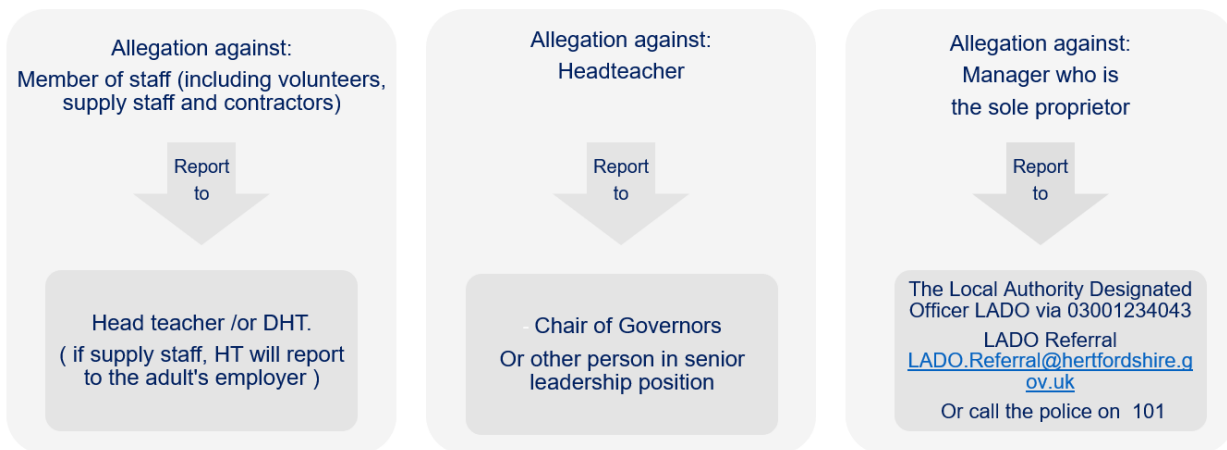 Allegation against:
Member of staff (including volunteers,
supply staff and contractors)
Report
to
Head teacher /or DHT.
( if supply staff, HT will report
to the adult's employer )
Allegation against:
Headteacher
Report
to
- Chair of Governors
Or other person in senior
leadership position
Allegation against:
Manager who is
the sole proprietor
Report
to
The Local Authority Designated
Officer LADO via 03001234043
LADO Referral
LADO.Referral@hertfordshire.g
ov.uk
Or call the police on 101